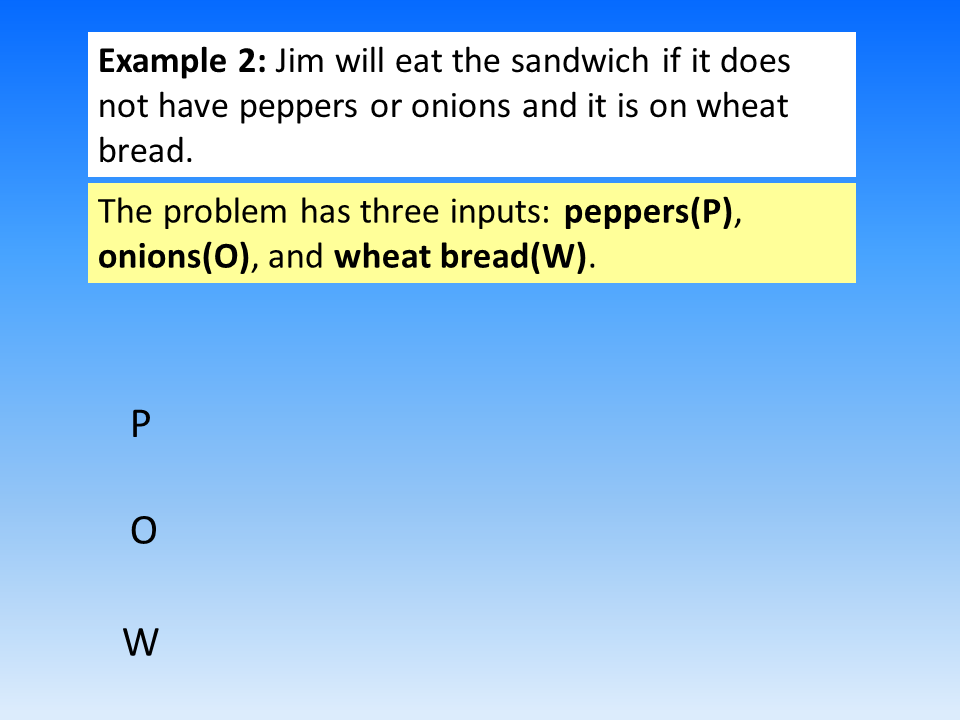 Example 2: Jim will eat the sandwich if it does
not have peppers or onions and it is on wheat
bread.
The problem has three inputs: peppers(P),
onions(O), and wheat bread(W).
P
O
W